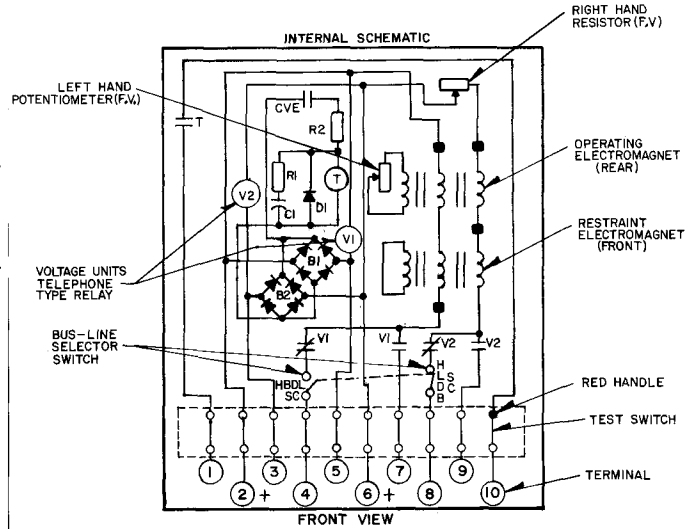 RIGHT HAND
RESISTOR (F.V)
INTERNAL SCHEMATIC
LEFT HAND
POTENTIOMETER (F.V.)
T
CVE
R2
OPERATING
ELECTROMAGNET
(REAR)
R1
D1
T
C1
V2
V1
RESTRAINT
ELECTROMAGNET
(FRONT)
B1
B2
VOLTAGE UNITS
TELEPHONE
TYPE RELAY
V1
V1
V2
V2
BUS-LINE
SELECTOR
SWITCH
HBDL
SC
H
L S
D C
B
RED HANDLE
TEST SWITCH
1
3
5
7
9
2 +
4
6 +
8
10
TERMINAL
FRONT VIEW